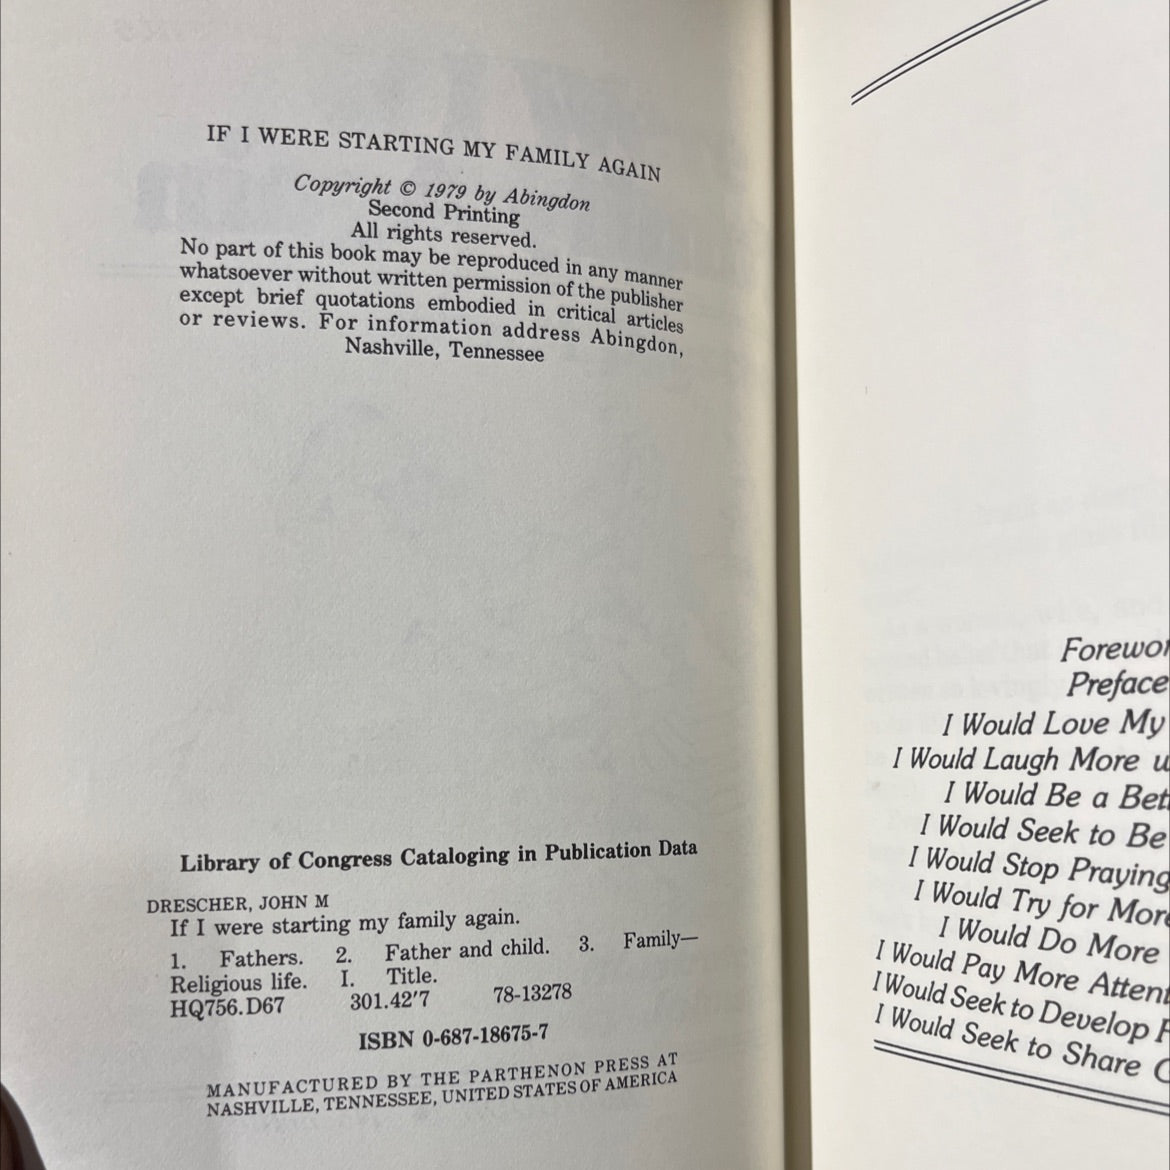 IF I WERE STARTING MY FAMILY AGAIN
Copyright © 1979 by Abingdon
Second Printing
All rights reserved.
No part of this book may be reproduced in any manner
whatsoever without written permission of the publisher
except brief quotations embodied in critical articles
or reviews. For information address Abingdon,
Nashville, Tennessee
Library of Congress Cataloging in Publication Data
DRESCHER, JOHN M
If I were starting my family again.
1. Fathers. 2. Father and child. 3. Family—
Religious life. I. Title.
HQ756.D67 301.42'7 78-13278
ISBN 0-687-18675-7
MANUFACTURED BY THE PARTHENON PRESS AT
NASHVILLE, TENNESSEE, UNITED STATES OF AMERICA
Forewor
Preface
I Would Love My
I Would Laugh More
I Would Be a Bet
I Would Seek to Be
I Would Stop Praying
I Would Try for More
I Would Do More
I Would Pay More Attent
I Would Seek to Develop
I Would Seek to Share